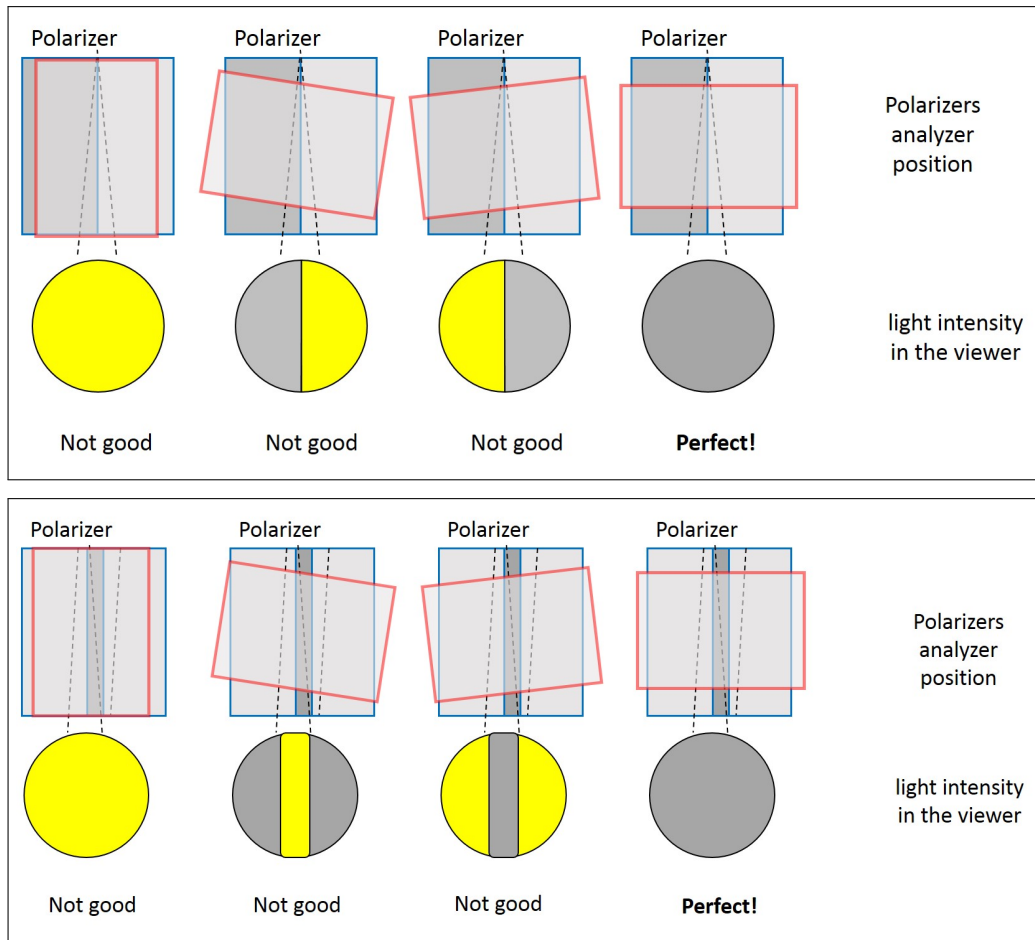 Polarizer
Polarizer
Polarizer
Polarizer
Polarizers
analyzer
position
light intensity
in the viewer
Not good
Not good
Not good
Perfect!
Polarizer
Polarizer
Polarizer
Polarizer
Polarizers
analyzer
position
light intensity
in the viewer
Not good
Not good
Not good
Perfect!